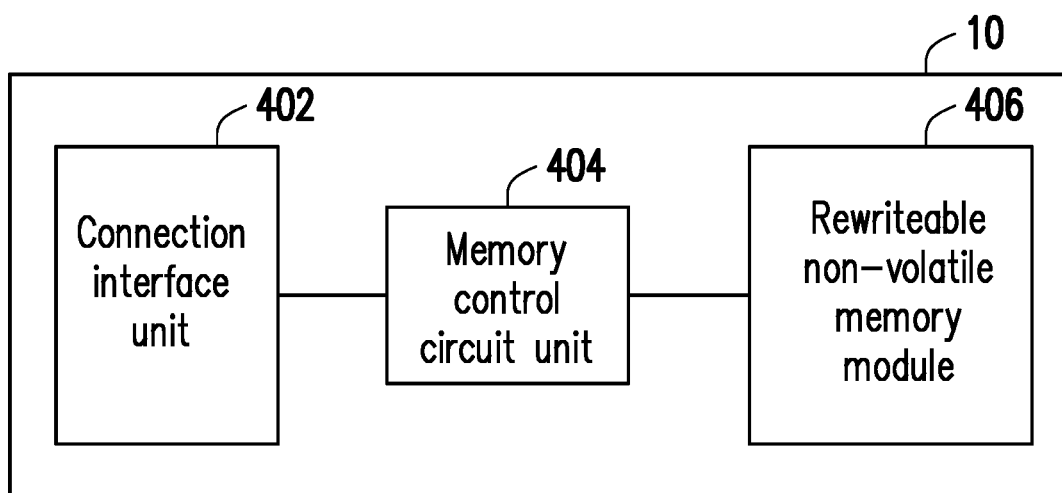 10
402
Connection
interface
unit
404
Memory
control
circuit unit
406
Rewriteable
non-volatile
memory
module